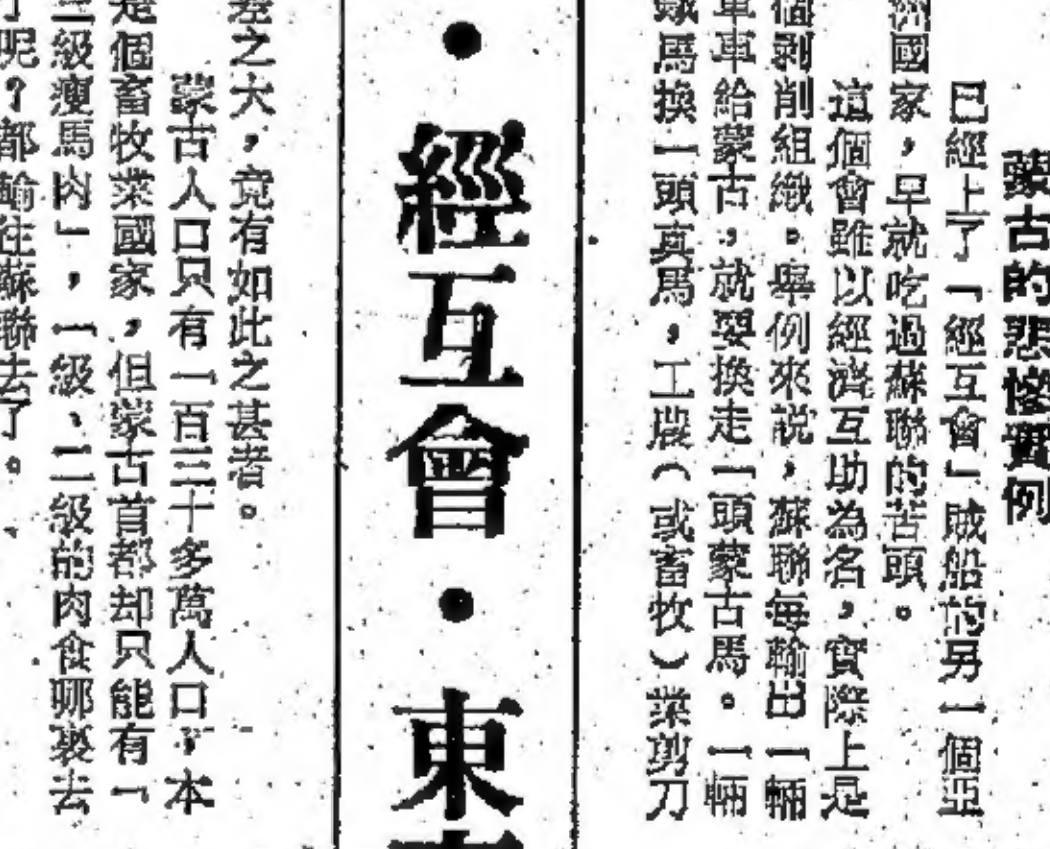 蒙古的悲慘實例
已經上了「經互會」賊船的另一個亞
洲國家，早就吃過蘇聯的苦頭。
這個會雖以經濟互助為名，實際上是
個剝削組織。舉例來説，蘇聯每輸出一輛
單車給蒙古，就要換走一頭蒙古馬。一輛
鐵馬換一頭真馬，工農（或畜牧）業剪刀
•經互會•東
差之大，竟有如此之甚者。
蒙古人口只有一百三十多萬人口，本
是個畜牧業國家，但蒙古首都却只能有「
三級瘦馬肉」，一級、二級的肉食哪裏去
了呢？都輸往蘇聯去了。